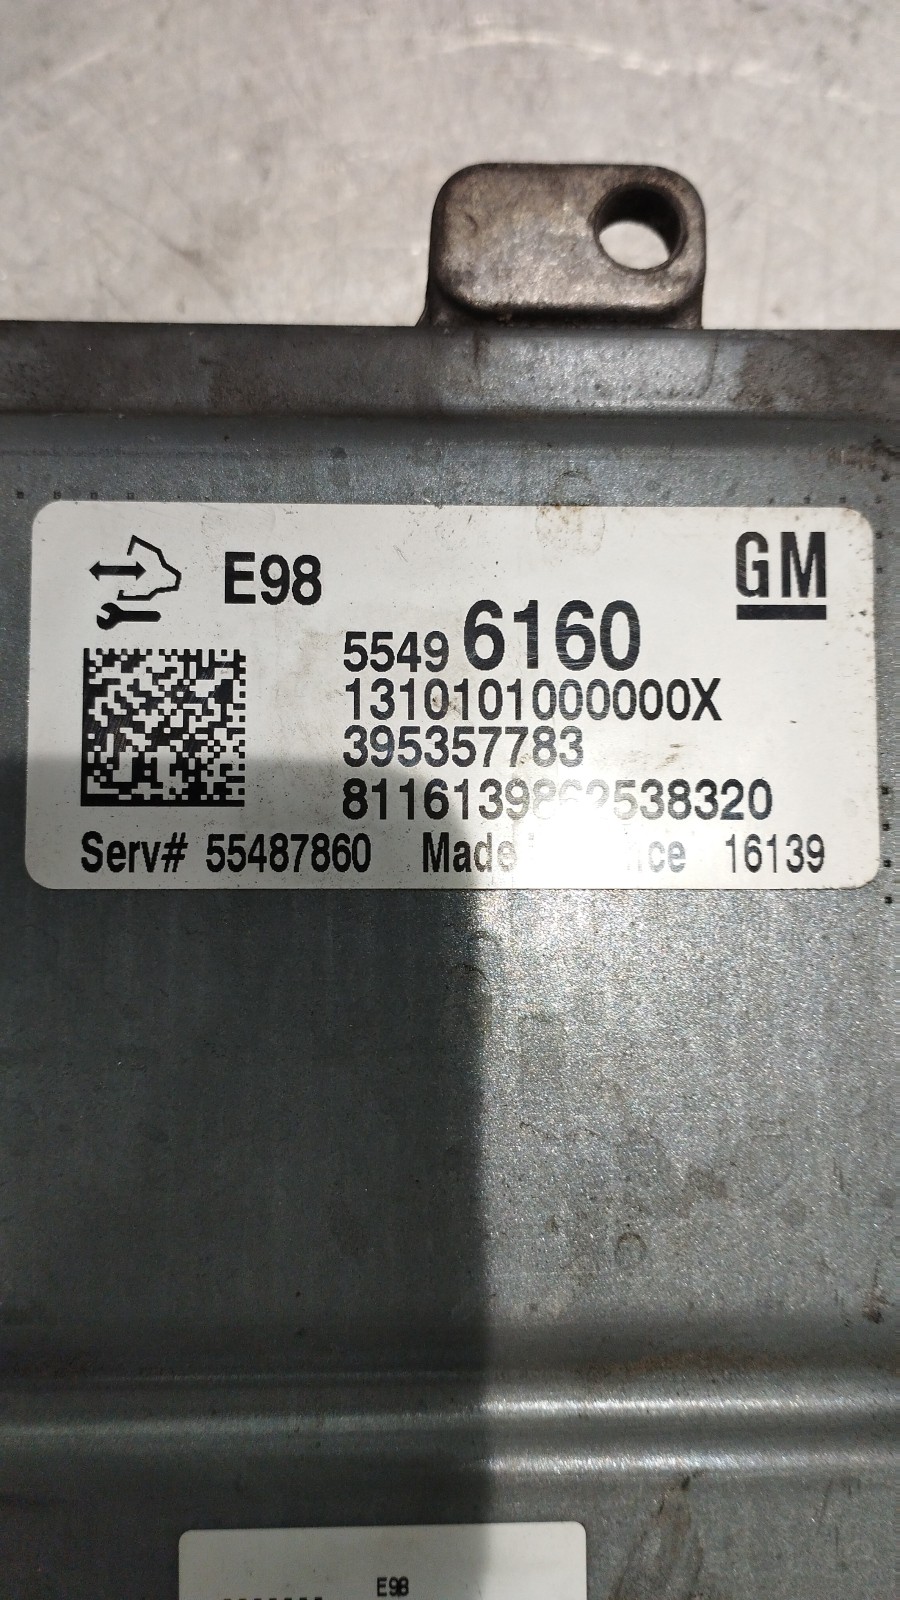 E98
GM
5549 6160
1310101000000X
395357783
Serv# 55487860 Made 16139
E98